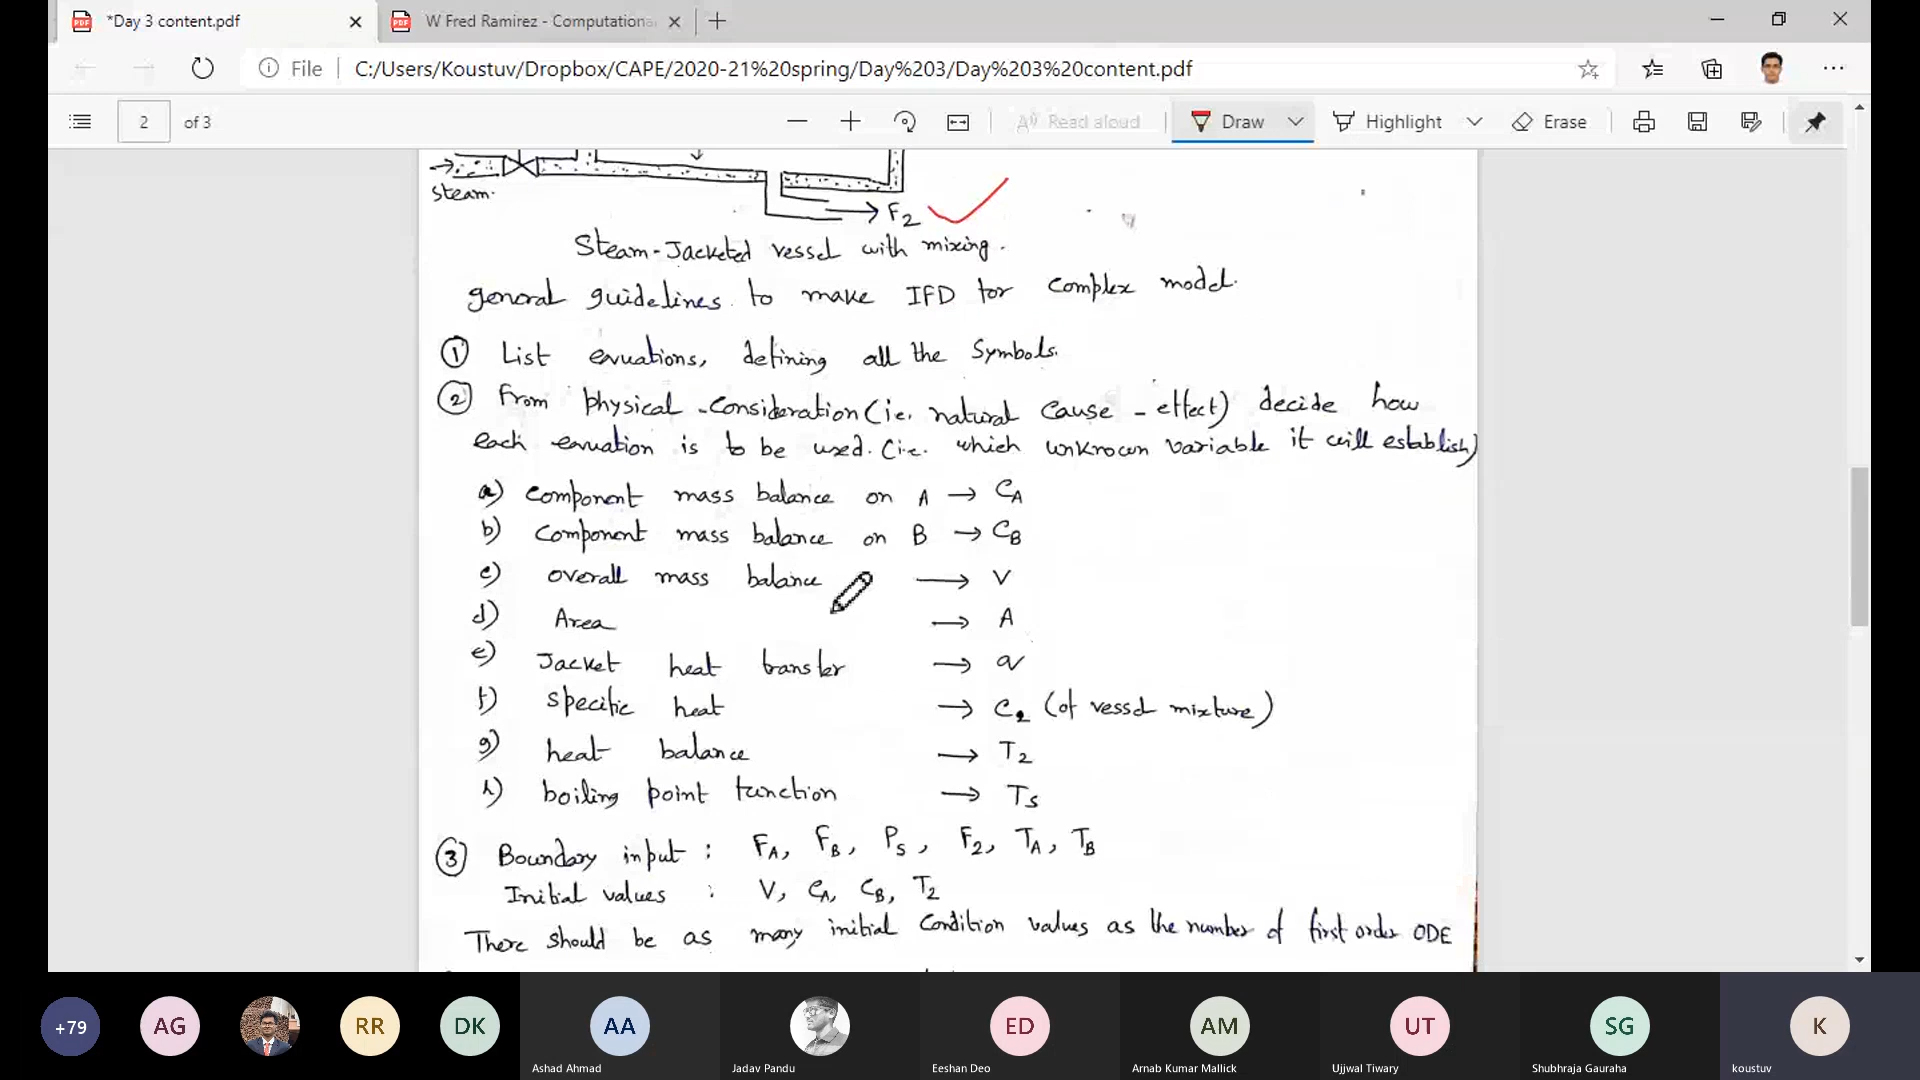 *Day 3 content.pdf
W Fred Ramirez - Computationa
File
C:/Users/Koustuv/Dropbox/CAPE/2020-21%20spring/Day%203/Day%203%20content.pdf
2 of 3
Read aloud
Draw
Highlight
Erase
Steam.
F2
Steam-Jacketed vessel with mixing.
general guidelines to make IFD for complex model.
① List equations, defining all the symbols.
② From physical -consideration (ie. natural cause - effect) decide how
each equation is to be used. (i.e. which unknown variable it will establish)
a) component mass balance on A → CA
b) component mass balance on B → CB
c) overall mass balance → V
d) Area → A
e) Jacket heat transfer → q
f) specific heat → C2 (of vessel mixture)
g) heat balance → T2
h) boiling point function → Ts
③ Boundary input : FA, FB, Ps, F2, TA, TB
Initial values : V, CA, CB, T2
There should be as many initial condition values as the number of first order ODE
+79
AG
RR
DK
AA
ED
AM
UT
SG
K
Ashad Ahmad
Jadav Pandu
Eeshan Deo
Arnab Kumar Mallick
Ujjwal Tiwary
Shubhraja Gauraha
koustuv